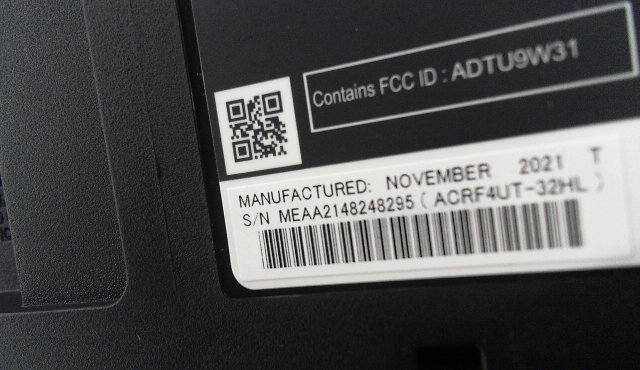 Contains FCC ID : ADTU9W31
MANUFACTURED: NOVEMBER 2021 T
S/N MEAA2148248295 ( ACRF4UT-32HL )